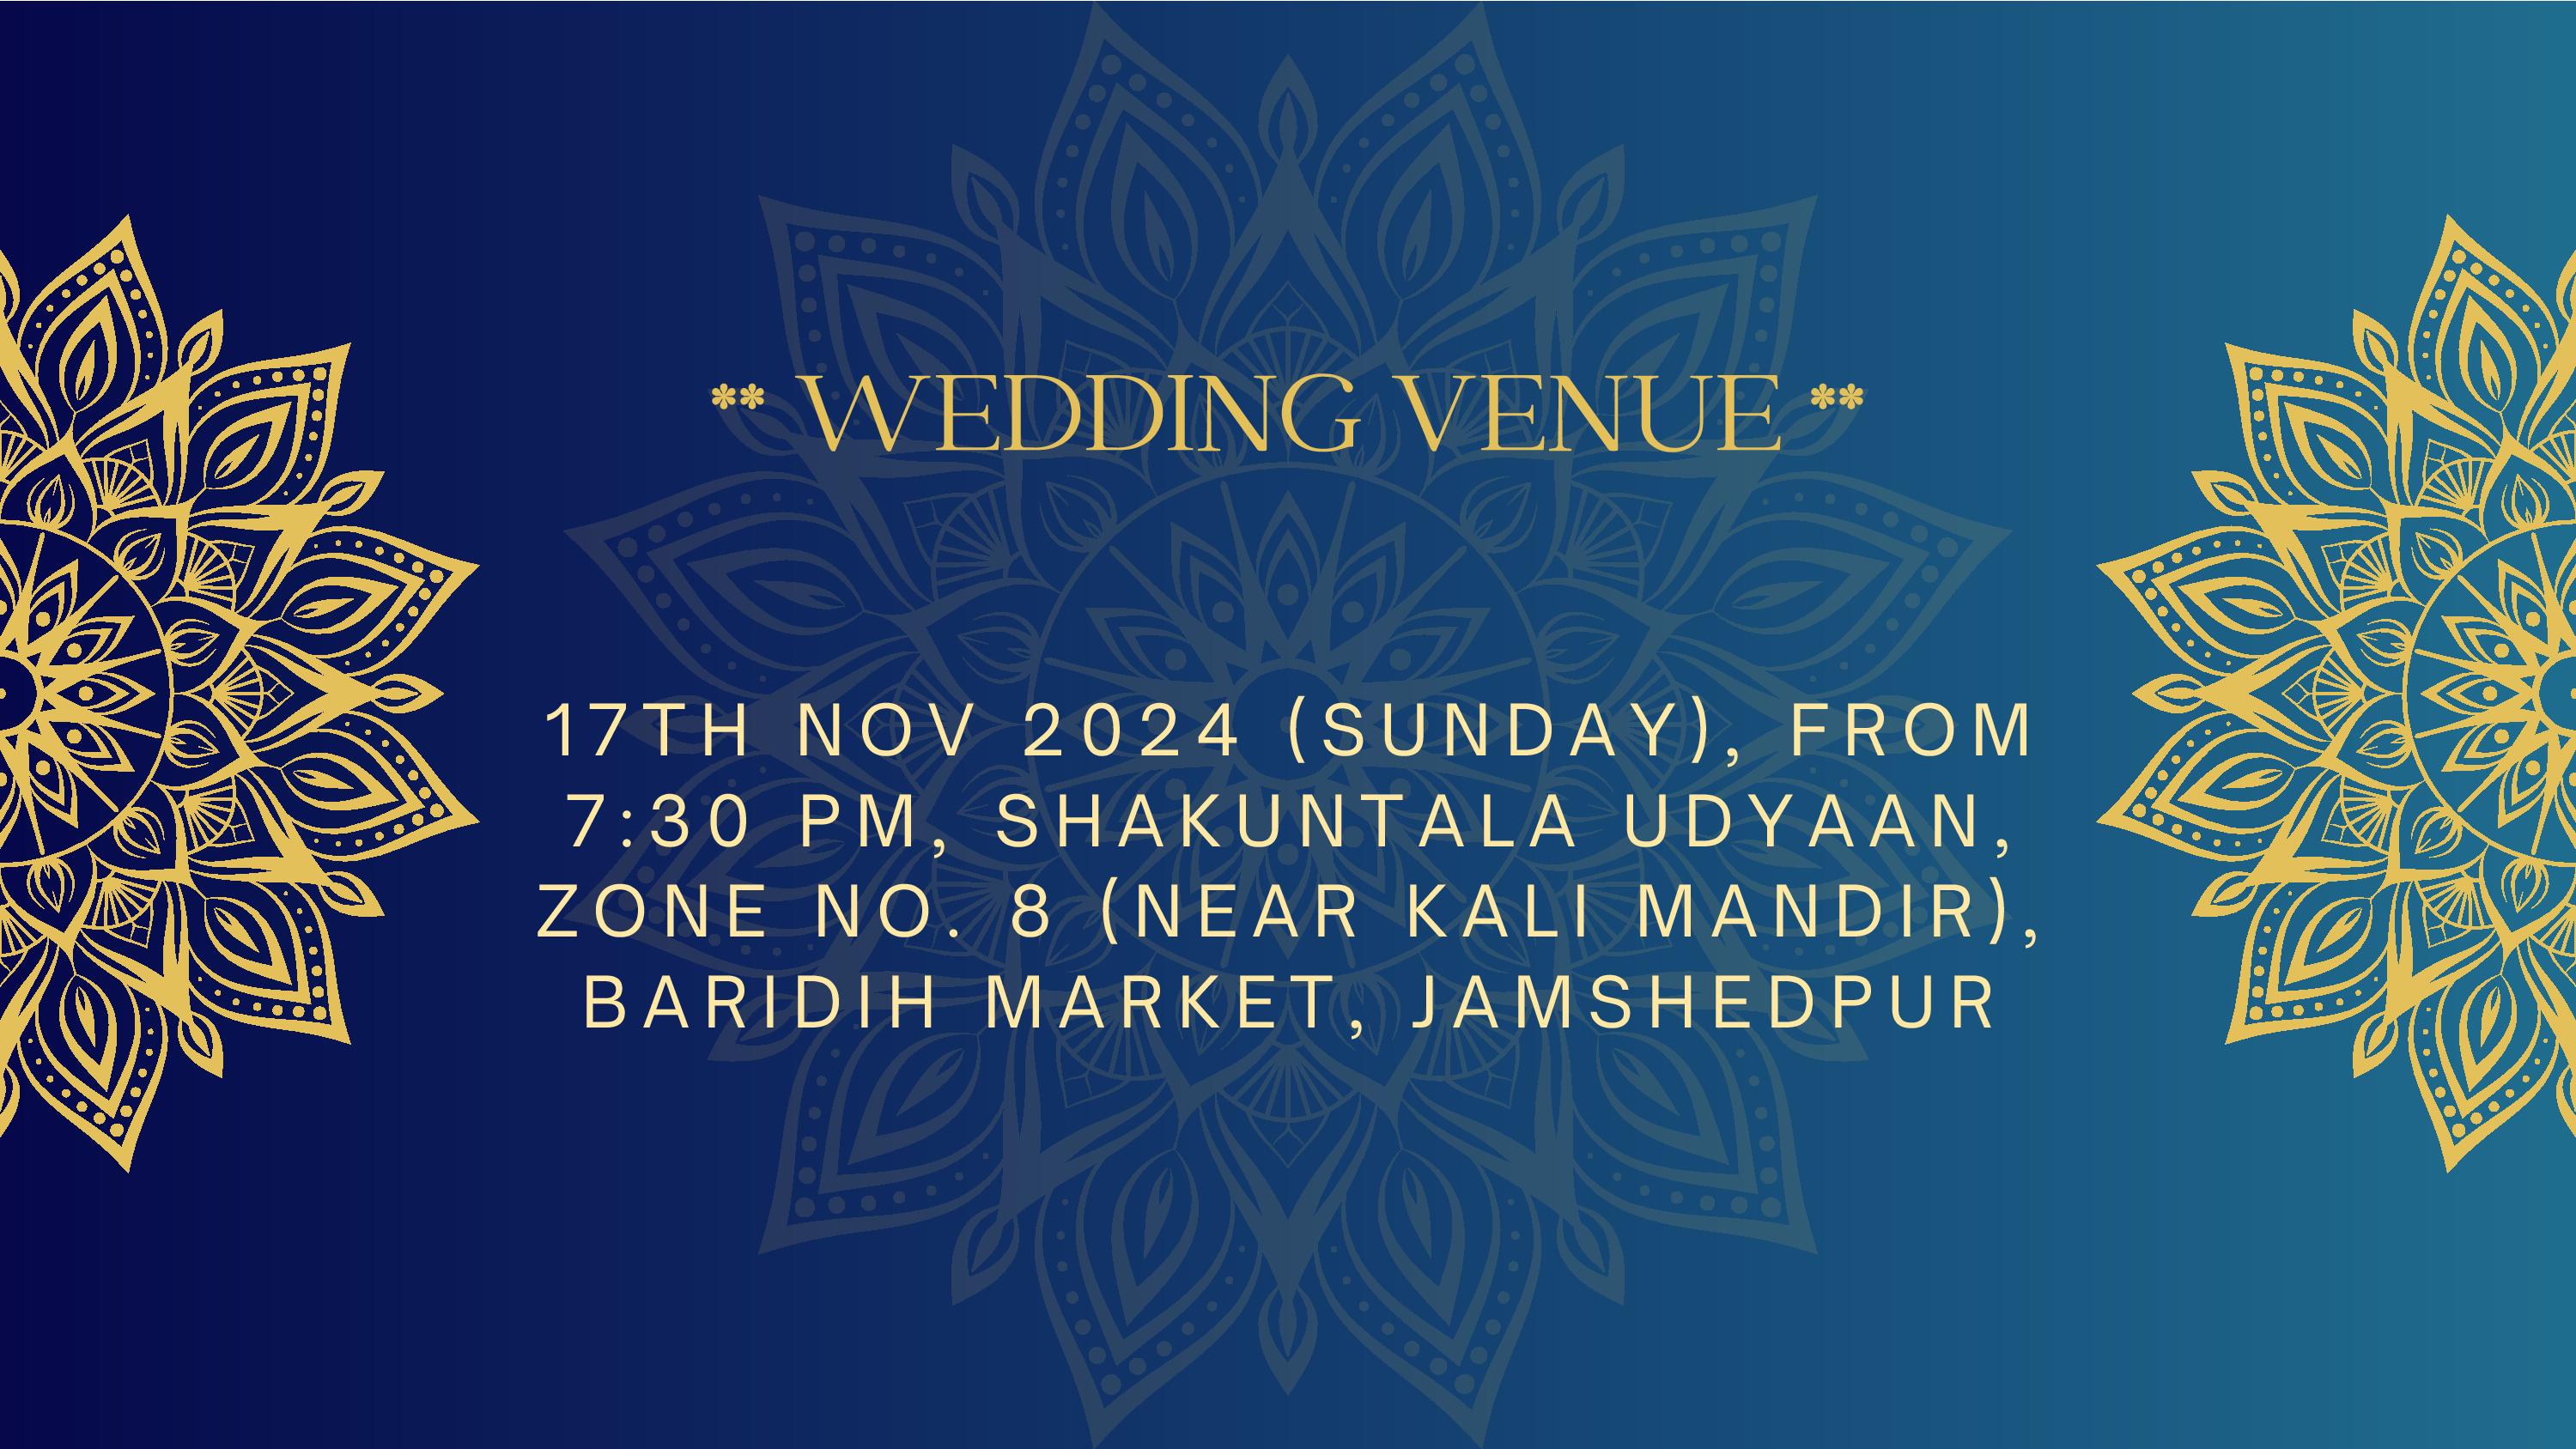 ** WEDDING VENUE **
17TH NOV 2024 (SUNDAY), FROM
7:30 PM, SHAKUNTALA UDYAAN,
ZONE NO. 8 (NEAR KALI MANDIR),
BARIDIH MARKET, JAMSHEDPUR